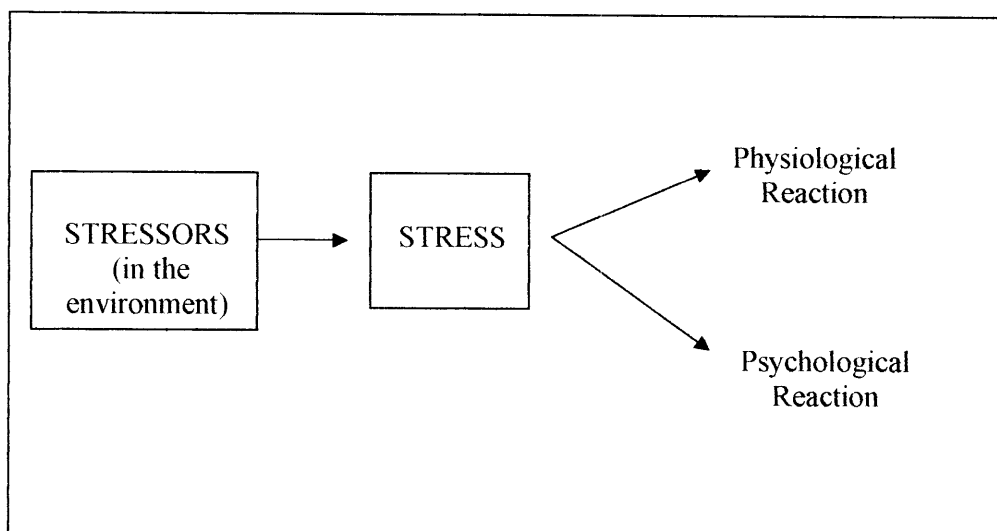 STRESSORS
(in the
environment)
STRESS
Physiological
Reaction
Psychological
Reaction